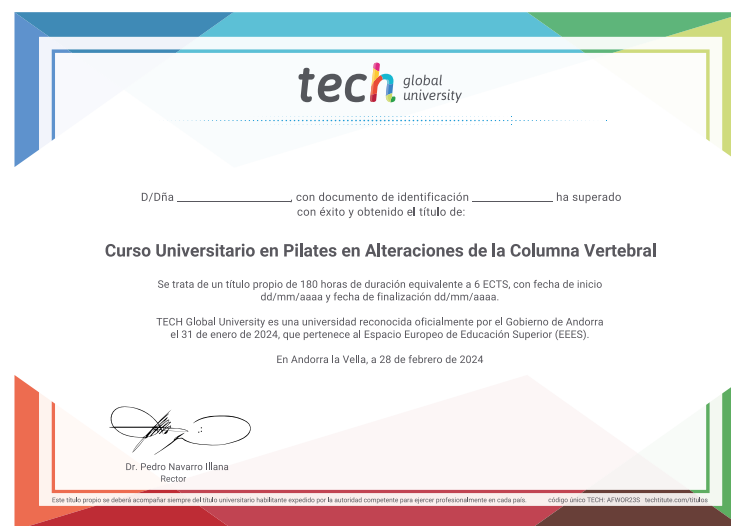 tech global university
D/Dña ____________, con documento de identificación ____________ ha superado
con éxito y obtenido el título de:
Curso Universitario en Pilates en Alteraciones de la Columna Vertebral
Se trata de un título propio de 180 horas de duración equivalente a 6 ECTS, con fecha de inicio
dd/mm/aaaa y fecha de finalización dd/mm/aaaa.
TECH Global University es una universidad reconocida oficialmente por el Gobierno de Andorra
el 31 de enero de 2024, que pertenece al Espacio Europeo de Educación Superior (EEES).
En Andorra la Vella, a 28 de febrero de 2024
Dr. Pedro Navarro Illana
Rector
Este título propio se deberá acompañar siempre del título universitario habilitante expedido por la autoridad competente para ejercer profesionalmente en cada país. código único TECH: AFWOR23S techtitute.com/titulos